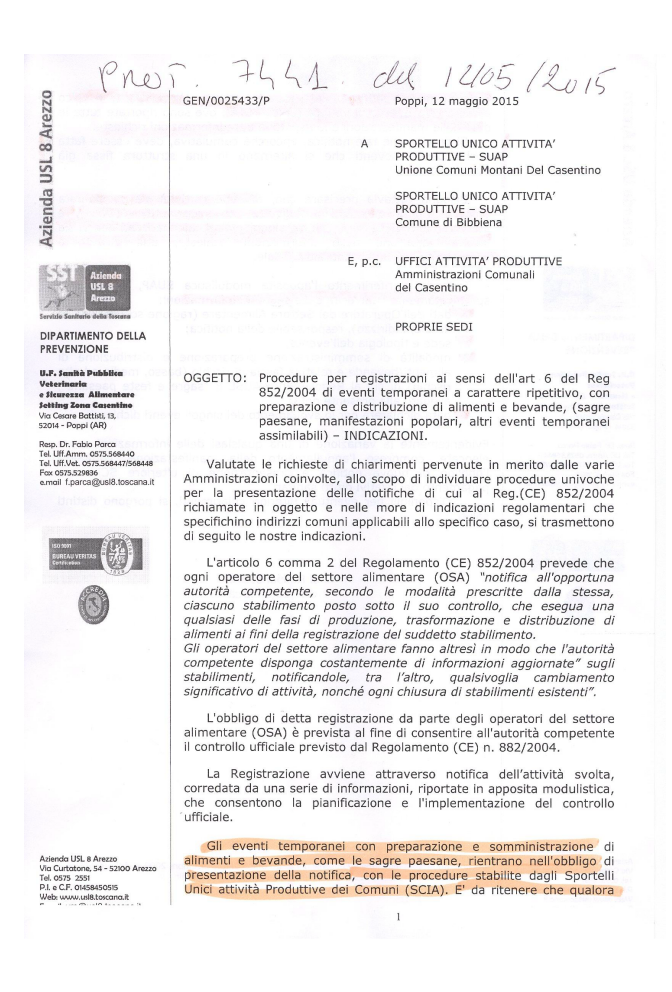 Prot. 7441 del 12/05/2015
GEN/0025433/P
Poppi, 12 maggio 2015
A SPORTELLO UNICO ATTIVITA'
PRODUTTIVE – SUAP
Unione Comuni Montani Del Casentino
SPORTELLO UNICO ATTIVITA'
PRODUTTIVE – SUAP
Comune di Bibbiena
E, p.c. UFFICI ATTIVITA' PRODUTTIVE
Amministrazioni Comunali
del Casentino
PROPRIE SEDI
Azienda USL 8 Arezzo
SST
Azienda
USL 8
Arezzo
Servizio Sanitario della Toscana
DIPARTIMENTO DELLA
PREVENZIONE
U.F. Sanità Pubblica
Veterinaria
e Sicurezza Alimentare
Setting Zona Casentino
Via Cesare Battisti, 13,
52014 - Poppi (AR)
Resp. Dr. Fabio Parca
Tel. Uff.Amm. 0575.568440
Tel. Uff.Vet. 0575.568447/568448
Fax 0575.529836
e.mail f.parca@usl8.toscana.it
ISO 9001
BUREAU VERITAS
Certification
ACCREDIA
OGGETTO: Procedure per registrazioni ai sensi dell'art 6 del Reg
852/2004 di eventi temporanei a carattere ripetitivo, con
preparazione e distribuzione di alimenti e bevande, (sagre
paesane, manifestazioni popolari, altri eventi temporanei
assimilabili) – INDICAZIONI.
Valutate le richieste di chiarimenti pervenute in merito dalle varie
Amministrazioni coinvolte, allo scopo di individuare procedure univoche
per la presentazione delle notifiche di cui al Reg.(CE) 852/2004
richiamate in oggetto e nelle more di indicazioni regolamentari che
specifichino indirizzi comuni applicabili allo specifico caso, si trasmettono
di seguito le nostre indicazioni.
L'articolo 6 comma 2 del Regolamento (CE) 852/2004 prevede che
ogni operatore del settore alimentare (OSA) "notifica all'opportuna
autorità competente, secondo le modalità prescritte dalla stessa,
ciascuno stabilimento posto sotto il suo controllo, che esegua una
qualsiasi delle fasi di produzione, trasformazione e distribuzione di
alimenti ai fini della registrazione del suddetto stabilimento.
Gli operatori del settore alimentare fanno altresì in modo che l'autorità
competente disponga costantemente di informazioni aggiornate" sugli
stabilimenti, notificandole, tra l'altro, qualsivoglia cambiamento
significativo di attività, nonché ogni chiusura di stabilimenti esistenti".
L'obbligo di detta registrazione da parte degli operatori del settore
alimentare (OSA) è prevista al fine di consentire all'autorità competente
il controllo ufficiale previsto dal Regolamento (CE) n. 882/2004.
La Registrazione avviene attraverso notifica dell'attività svolta,
corredata da una serie di informazioni, riportate in apposita modulistica,
che consentono la pianificazione e l'implementazione del controllo
ufficiale.
Gli eventi temporanei con preparazione e somministrazione di
alimenti e bevande, come le sagre paesane, rientrano nell'obbligo di
presentazione della notifica, con le procedure stabilite dagli Sportelli
Unici attività Produttive dei Comuni (SCIA). E' da ritenere che qualora
Azienda USL 8 Arezzo
Via Curtatone, 54 - 52100 Arezzo
Tel. 0575 2551
P.I. e C.F. 01458450515
Web: www.usl8.toscana.it
1